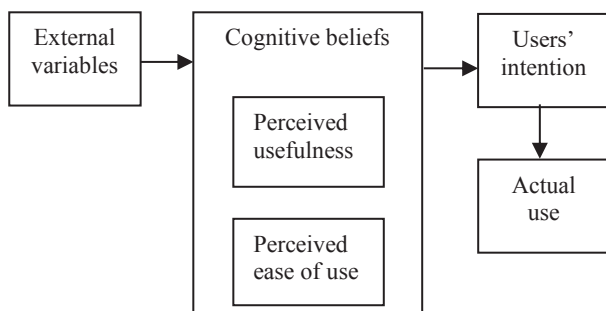 External
variables
Cognitive beliefs
Perceived
usefulness
Perceived
ease of use
Users’
intention
Actual
use